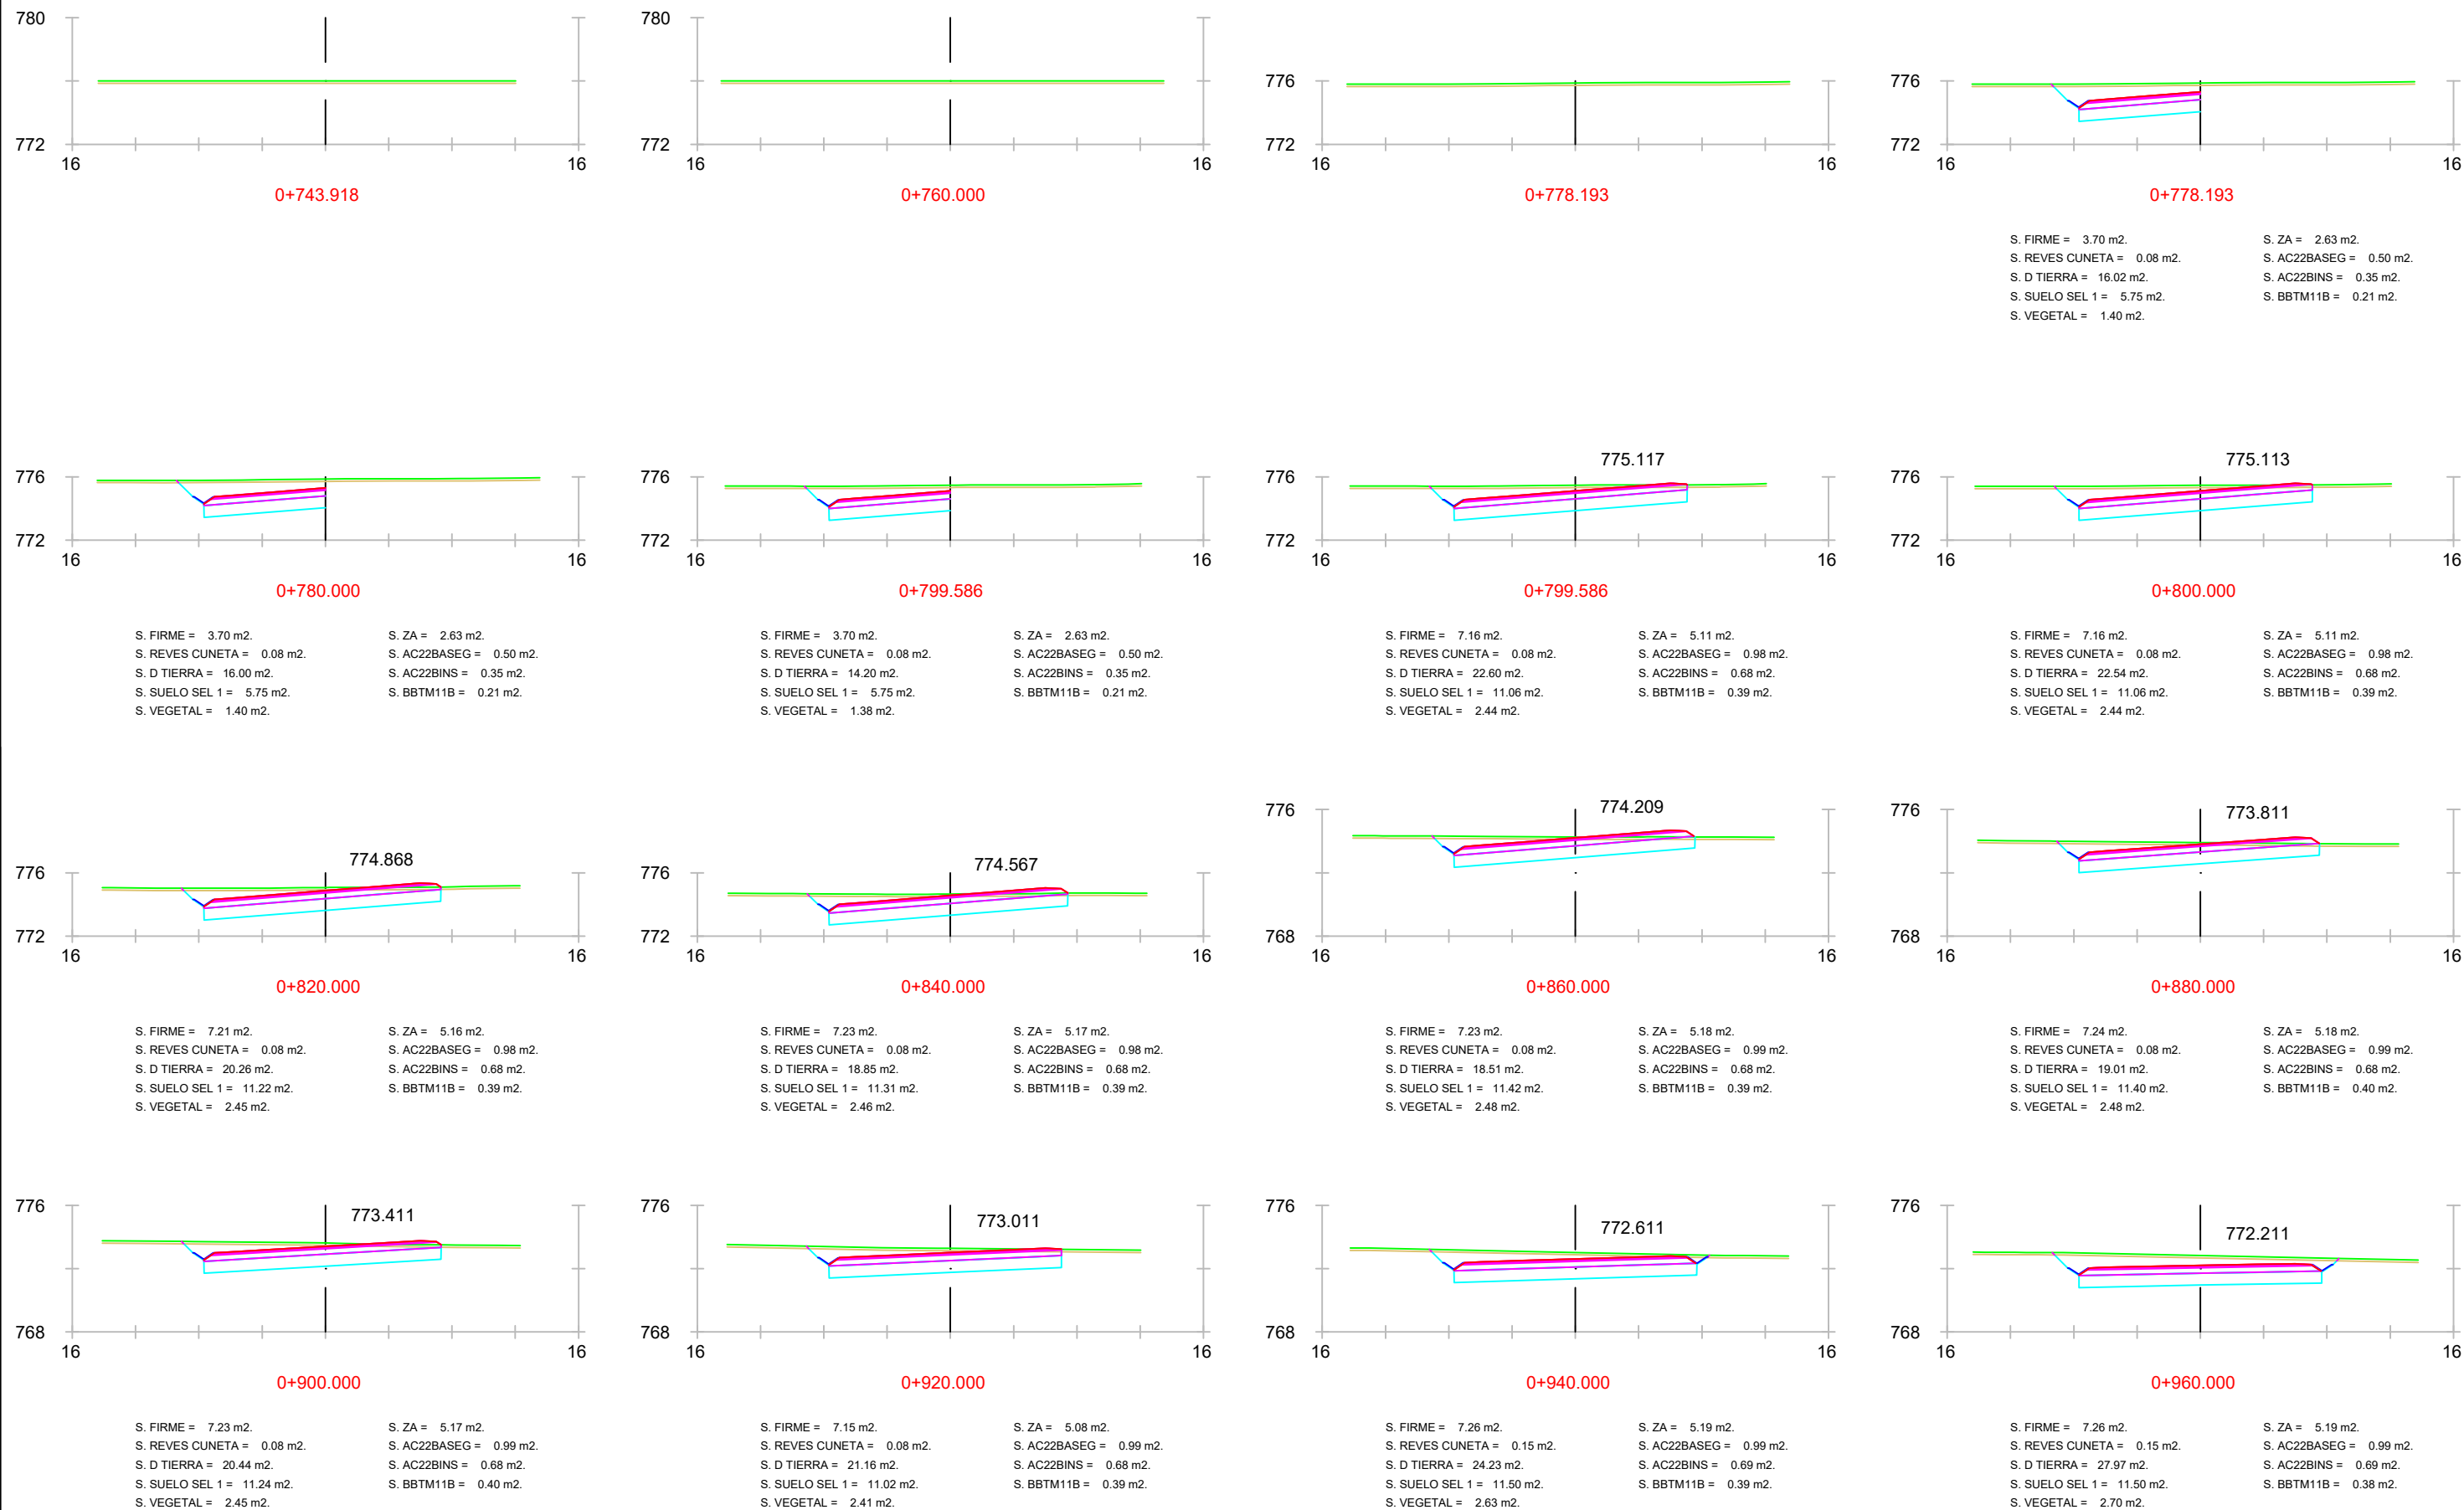 780
772
16 16
0+743.918
780
772
16 16
0+760.000
776
772
16 16
0+778.193
776
772
16 16
0+778.193
S. FIRME = 3.70 m2. S. ZA = 2.63 m2.
S. REVES CUNETA = 0.08 m2. S. AC22BASEG = 0.50 m2.
S. D TIERRA = 16.02 m2. S. AC22BINS = 0.35 m2.
S. SUELO SEL 1 = 5.75 m2. S. BBTM11B = 0.21 m2.
S. VEGETAL = 1.40 m2.
776
772
16 16
0+780.000
S. FIRME = 3.70 m2. S. ZA = 2.63 m2.
S. REVES CUNETA = 0.08 m2. S. AC22BASEG = 0.50 m2.
S. D TIERRA = 16.00 m2. S. AC22BINS = 0.35 m2.
S. SUELO SEL 1 = 5.75 m2. S. BBTM11B = 0.21 m2.
S. VEGETAL = 1.40 m2.
776
772
16 16
0+799.586
S. FIRME = 3.70 m2. S. ZA = 2.63 m2.
S. REVES CUNETA = 0.08 m2. S. AC22BASEG = 0.50 m2.
S. D TIERRA = 14.20 m2. S. AC22BINS = 0.35 m2.
S. SUELO SEL 1 = 5.75 m2. S. BBTM11B = 0.21 m2.
S. VEGETAL = 1.38 m2.
775.117
776
772
16 16
0+799.586
S. FIRME = 7.16 m2. S. ZA = 5.11 m2.
S. REVES CUNETA = 0.08 m2. S. AC22BASEG = 0.98 m2.
S. D TIERRA = 22.60 m2. S. AC22BINS = 0.68 m2.
S. SUELO SEL 1 = 11.06 m2. S. BBTM11B = 0.39 m2.
S. VEGETAL = 2.44 m2.
775.113
776
772
16 16
0+800.000
S. FIRME = 7.16 m2. S. ZA = 5.11 m2.
S. REVES CUNETA = 0.08 m2. S. AC22BASEG = 0.98 m2.
S. D TIERRA = 22.54 m2. S. AC22BINS = 0.68 m2.
S. SUELO SEL 1 = 11.06 m2. S. BBTM11B = 0.39 m2.
S. VEGETAL = 2.44 m2.
774.868
776
772
16 16
0+820.000
S. FIRME = 7.21 m2. S. ZA = 5.16 m2.
S. REVES CUNETA = 0.08 m2. S. AC22BASEG = 0.98 m2.
S. D TIERRA = 20.26 m2. S. AC22BINS = 0.68 m2.
S. SUELO SEL 1 = 11.22 m2. S. BBTM11B = 0.39 m2.
S. VEGETAL = 2.45 m2.
774.567
776
772
16 16
0+840.000
S. FIRME = 7.23 m2. S. ZA = 5.17 m2.
S. REVES CUNETA = 0.08 m2. S. AC22BASEG = 0.98 m2.
S. D TIERRA = 18.85 m2. S. AC22BINS = 0.68 m2.
S. SUELO SEL 1 = 11.31 m2. S. BBTM11B = 0.39 m2.
S. VEGETAL = 2.46 m2.
774.209
776
768
16 16
0+860.000
S. FIRME = 7.23 m2. S. ZA = 5.18 m2.
S. REVES CUNETA = 0.08 m2. S. AC22BASEG = 0.99 m2.
S. D TIERRA = 18.51 m2. S. AC22BINS = 0.68 m2.
S. SUELO SEL 1 = 11.42 m2. S. BBTM11B = 0.39 m2.
S. VEGETAL = 2.48 m2.
773.811
776
768
16 16
0+880.000
S. FIRME = 7.24 m2. S. ZA = 5.18 m2.
S. REVES CUNETA = 0.08 m2. S. AC22BASEG = 0.99 m2.
S. D TIERRA = 19.01 m2. S. AC22BINS = 0.68 m2.
S. SUELO SEL 1 = 11.40 m2. S. BBTM11B = 0.40 m2.
S. VEGETAL = 2.48 m2.
773.411
776
768
16 16
0+900.000
S. FIRME = 7.23 m2. S. ZA = 5.17 m2.
S. REVES CUNETA = 0.08 m2. S. AC22BASEG = 0.99 m2.
S. D TIERRA = 20.44 m2. S. AC22BINS = 0.68 m2.
S. SUELO SEL 1 = 11.24 m2. S. BBTM11B = 0.40 m2.
S. VEGETAL = 2.45 m2.
773.011
776
768
16 16
0+920.000
S. FIRME = 7.15 m2. S. ZA = 5.08 m2.
S. REVES CUNETA = 0.08 m2. S. AC22BASEG = 0.99 m2.
S. D TIERRA = 21.16 m2. S. AC22BINS = 0.68 m2.
S. SUELO SEL 1 = 11.02 m2. S. BBTM11B = 0.39 m2.
S. VEGETAL = 2.41 m2.
772.611
776
768
16 16
0+940.000
S. FIRME = 7.26 m2. S. ZA = 5.19 m2.
S. REVES CUNETA = 0.15 m2. S. AC22BASEG = 0.99 m2.
S. D TIERRA = 24.23 m2. S. AC22BINS = 0.69 m2.
S. SUELO SEL 1 = 11.50 m2. S. BBTM11B = 0.39 m2.
S. VEGETAL = 2.63 m2.
772.211
776
768
16 16
0+960.000
S. FIRME = 7.26 m2. S. ZA = 5.19 m2.
S. REVES CUNETA = 0.15 m2. S. AC22BASEG = 0.99 m2.
S. D TIERRA = 27.97 m2. S. AC22BINS = 0.69 m2.
S. SUELO SEL 1 = 11.50 m2. S. BBTM11B = 0.38 m2.
S. VEGETAL = 2.70 m2.